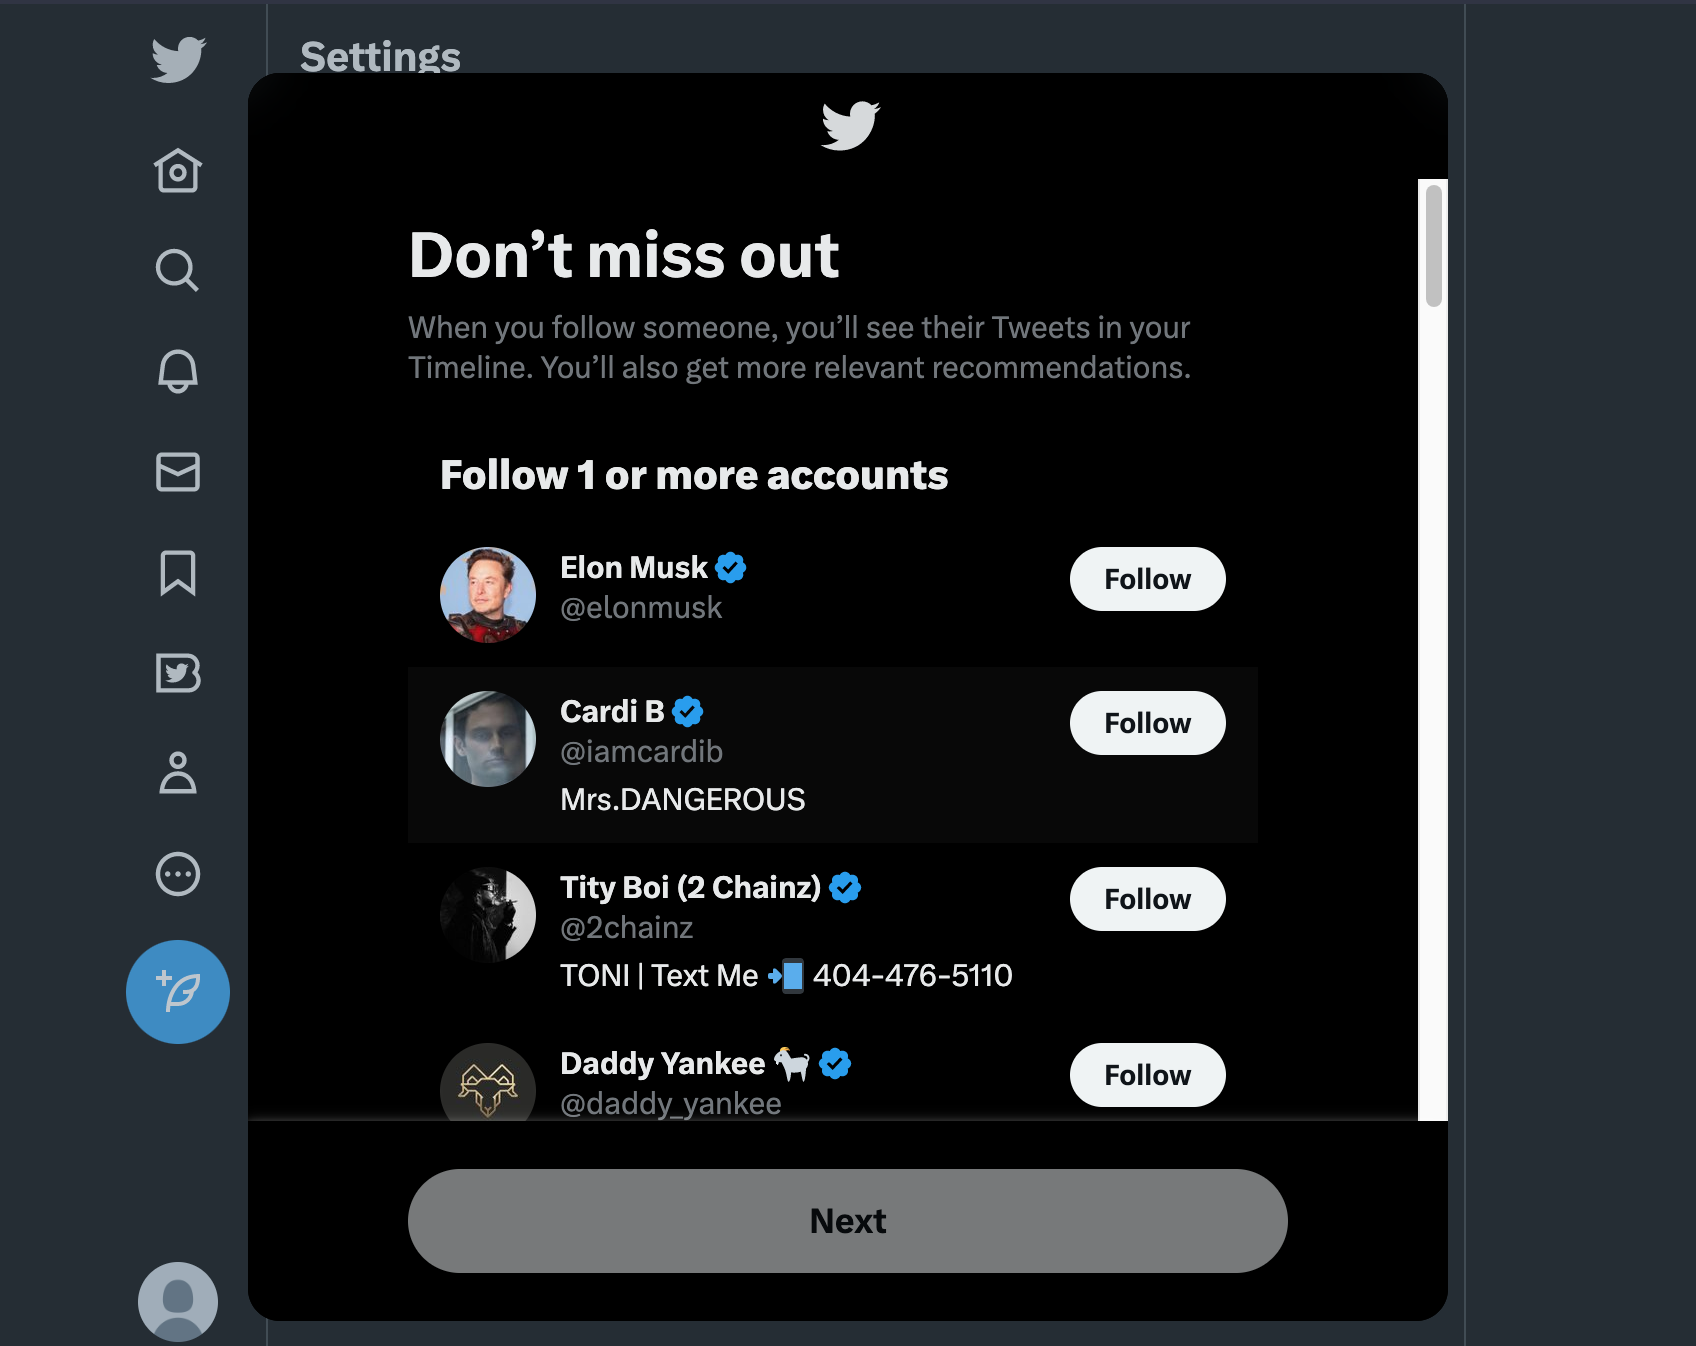 Settings
Don’t miss out
When you follow someone, you’ll see their Tweets in your
Timeline. You’ll also get more relevant recommendations.
Follow 1 or more accounts
Elon Musk
@elonmusk
Follow
Cardi B
@iamcardib
Mrs.DANGEROUS
Follow
Tity Boi (2 Chainz)
@2chainz
TONI | Text Me 📲 404-476-5110
Follow
Daddy Yankee 🐐
@daddy_yankee
Follow
Next